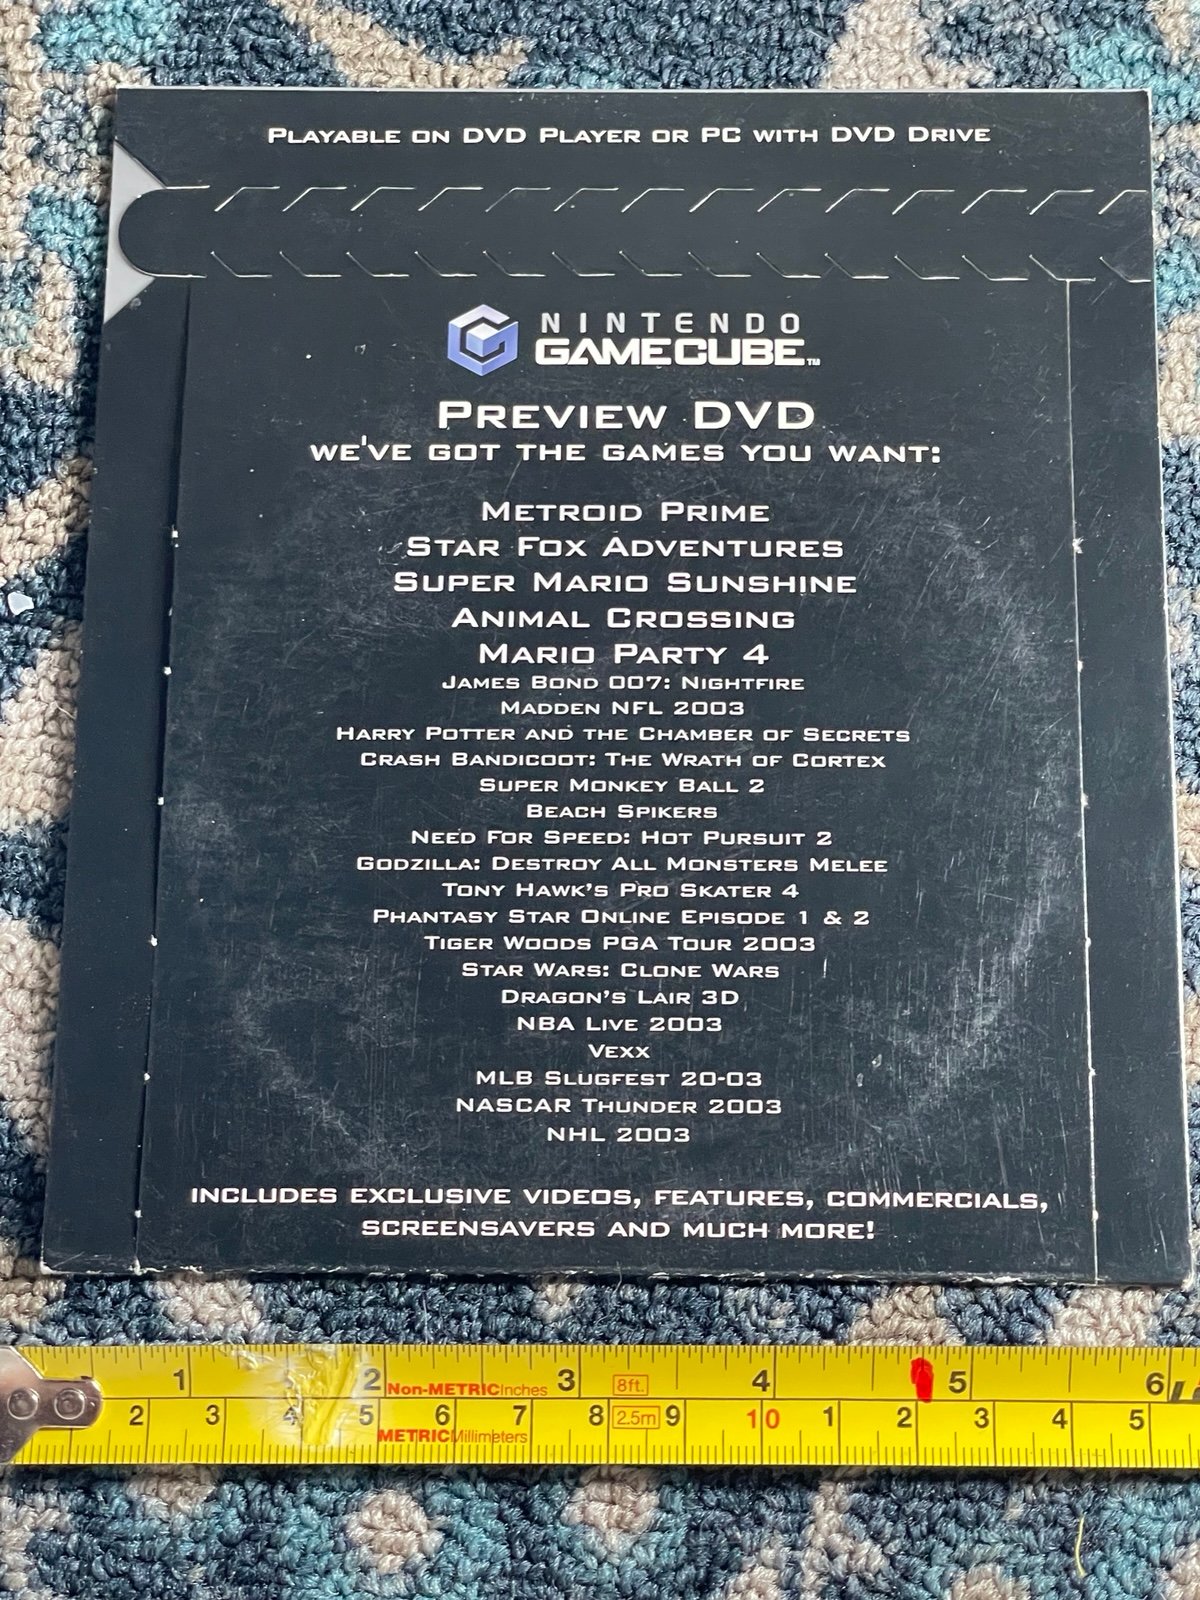 PLAYABLE ON DVD PLAYER OR PC WITH DVD DRIVE
NINTENDO
GAMECUBE™
PREVIEW DVD
WE'VE GOT THE GAMES YOU WANT:
METROID PRIME
STAR FOX ADVENTURES
SUPER MARIO SUNSHINE
ANIMAL CROSSING
MARIO PARTY 4
JAMES BOND 007: NIGHTFIRE
MADDEN NFL 2003
HARRY POTTER AND THE CHAMBER OF SECRETS
CRASH BANDICOOT: THE WRATH OF CORTEX
SUPER MONKEY BALL 2
BEACH SPIKERS
NEED FOR SPEED: HOT PURSUIT 2
GODZILLA: DESTROY ALL MONSTERS MELEE
TONY HAWK'S PRO SKATER 4
PHANTASY STAR ONLINE EPISODE 1 & 2
TIGER WOODS PGA TOUR 2003
STAR WARS: CLONE WARS
DRAGON'S LAIR 3D
NBA LIVE 2003
VEXX
MLB SLUGFEST 20-03
NASCAR THUNDER 2003
NHL 2003
INCLUDES EXCLUSIVE VIDEOS, FEATURES, COMMERCIALS,
SCREENSAVERS AND MUCH MORE!
1 2 Non-METRIC Inches 3 8ft. 4 5 6
2 3 4 5 6 7 8 2.5m 9 10 1 2 3 4 5
METRIC Millimeters